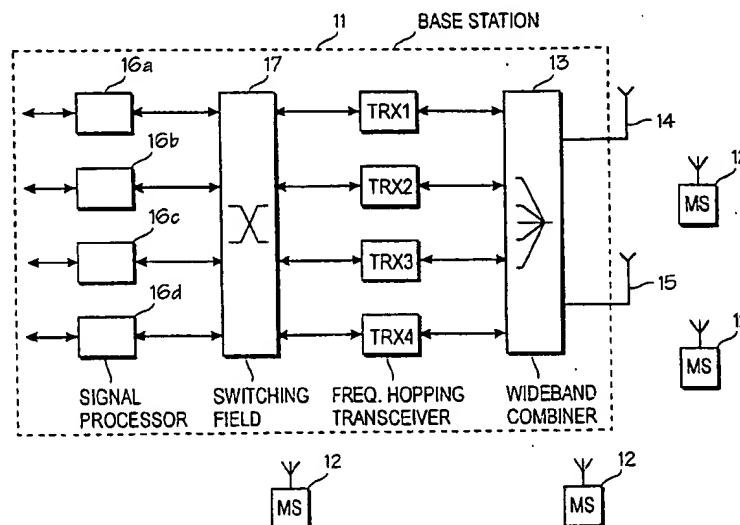 11
BASE STATION
16a
17
13
TRX1
14
16b
TRX2
MS
16c
TRX3
15
16d
TRX4
MS
SIGNAL
PROCESSOR
SWITCHING
FIELD
FREQ. HOPPING
TRANSCEIVER
WIDEBAND
COMBINER
12
MS
12
MS